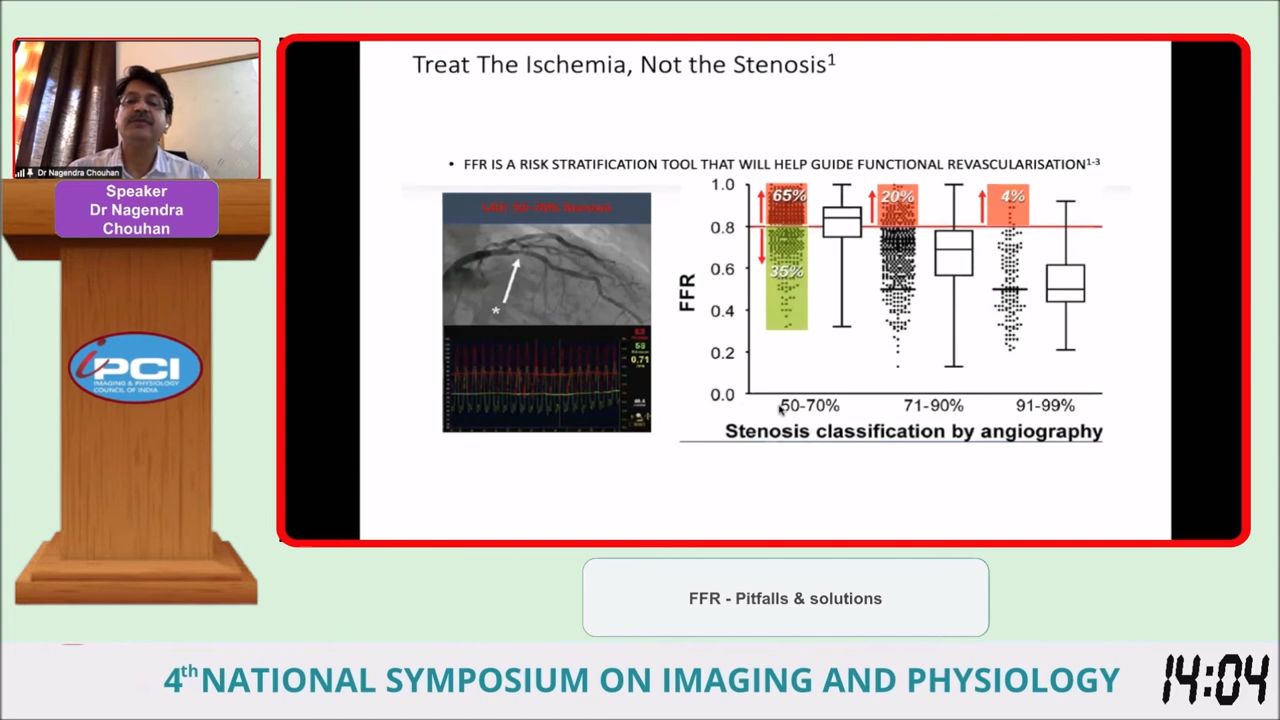 Dr Nagendra Chouhan
Speaker
Dr Nagendra
Chouhan
iPCI
IMAGING & PHYSIOLOGY
COUNCIL OF INDIA
Treat The Ischemia, Not the Stenosis¹
• FFR IS A RISK STRATIFICATION TOOL THAT WILL HELP GUIDE FUNCTIONAL REVASCULARISATION¹⁻³
*
0.71
FFR
1.0
0.8
0.6
0.4
0.2
0.0
65%
35%
20%
4%
50-70%
71-90%
91-99%
Stenosis classification by angiography
FFR - Pitfalls & solutions
4th NATIONAL SYMPOSIUM ON IMAGING AND PHYSIOLOGY
14:04